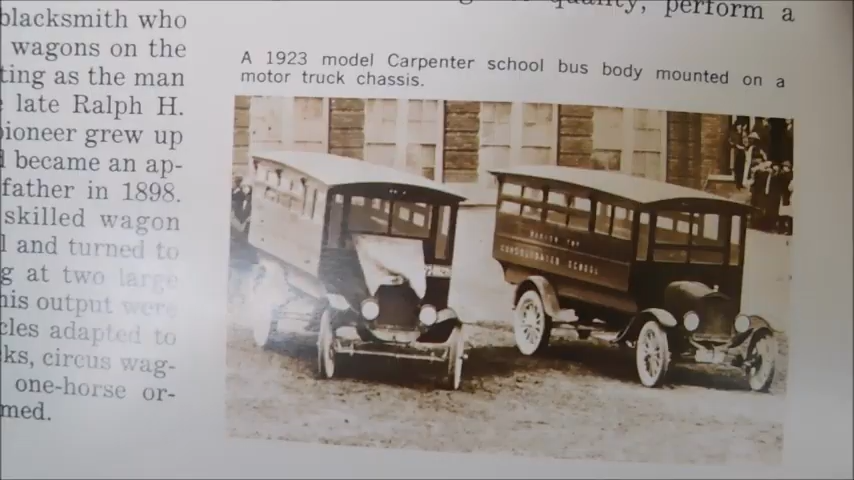 blacksmith who
wagons on the
ting as the man
late Ralph H.
pioneer grew up
became an ap-
father in 1898.
skilled wagon
l and turned to
g at two large
his output were
cles adapted to
ks, circus wag-
one-horse or-
med.
quality, perform a
A 1923 model Carpenter school bus body mounted on a
motor truck chassis.
CONSOLIDATED SCHOOL